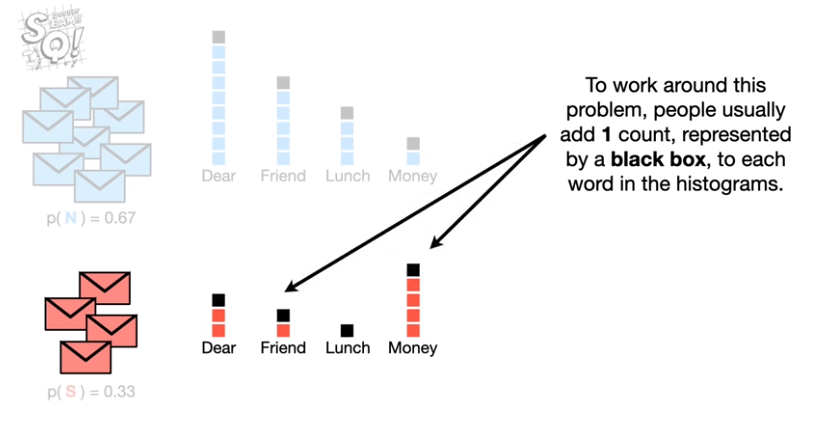 SQ!
Dear Friend Lunch Money
p( N ) = 0.67
To work around this
problem, people usually
add 1 count, represented
by a black box, to each
word in the histograms.
Dear Friend Lunch Money
p( S ) = 0.33